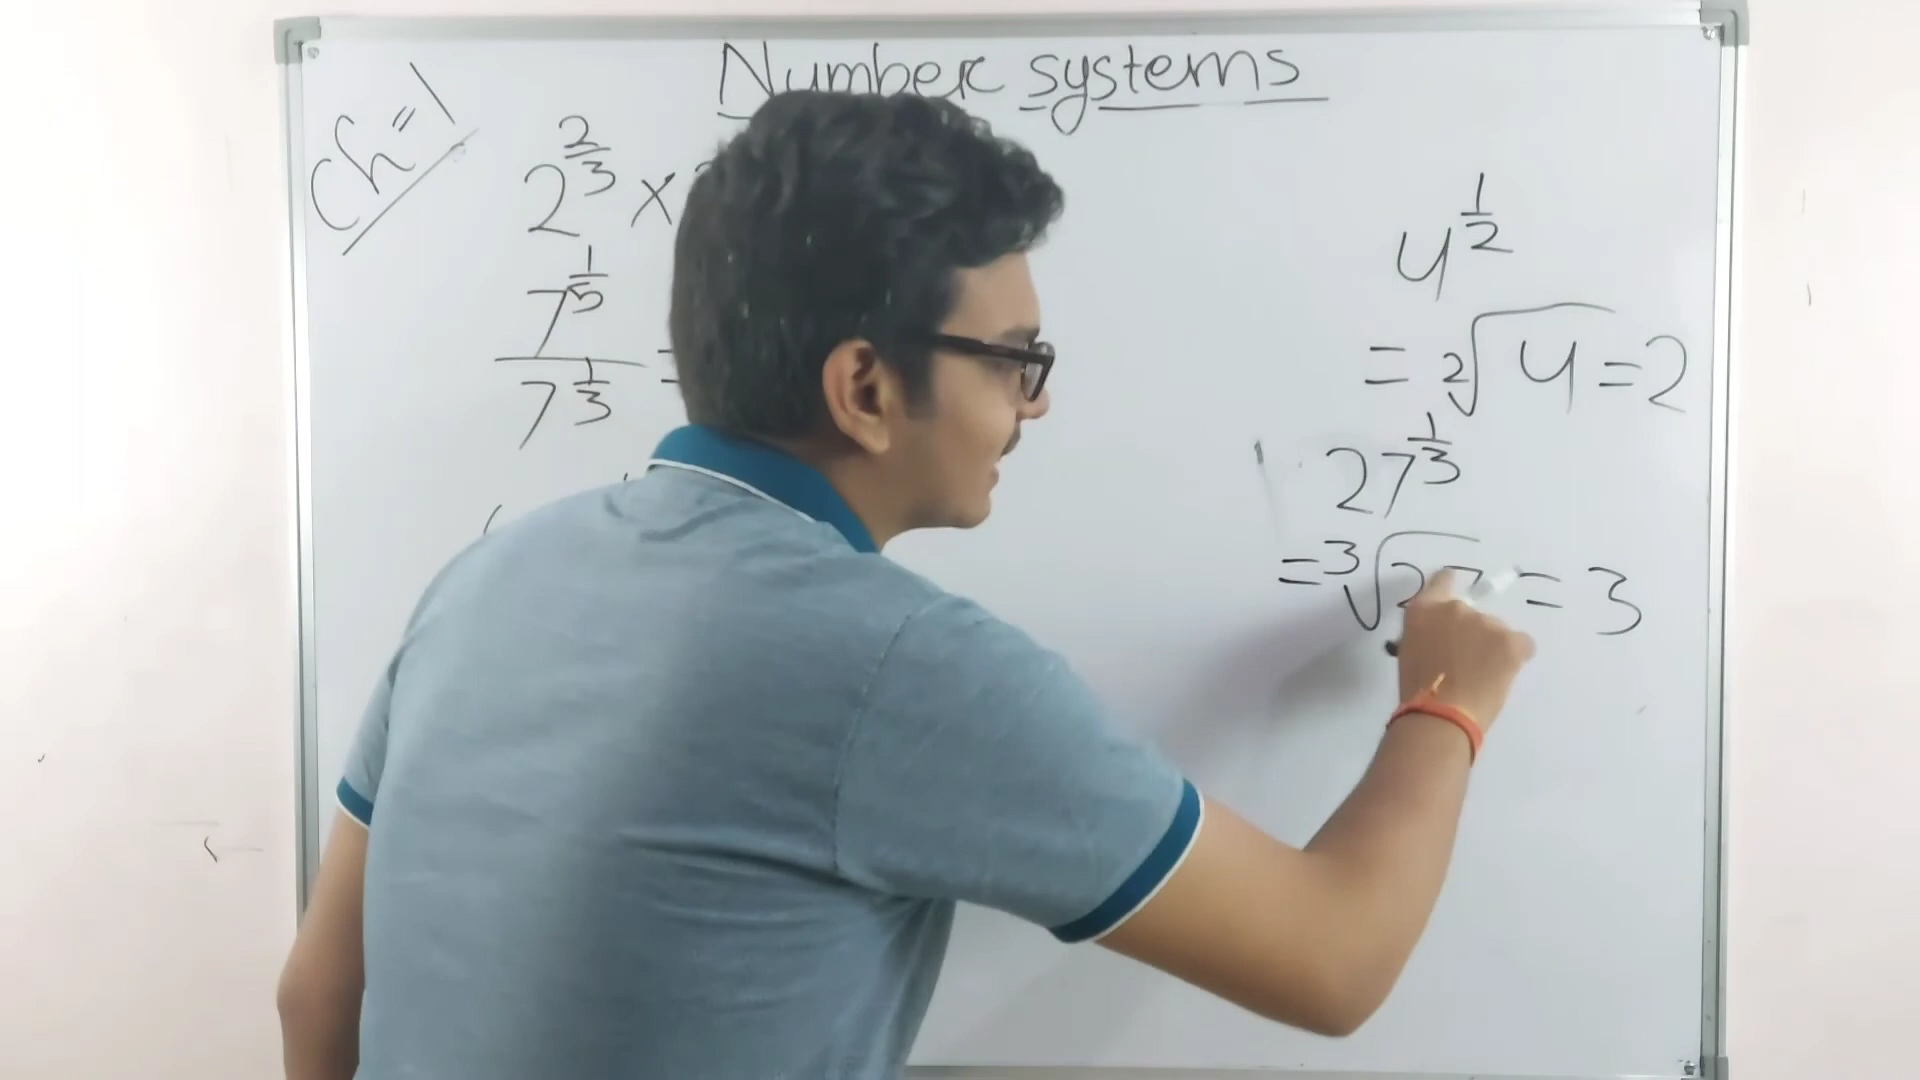 Number systems
Ch=1
2^(2/3) ×
7^(1/5)
7^(1/3) =
4^(1/2)
= ²√4 = 2
27^(1/3)
= ³√27 = 3